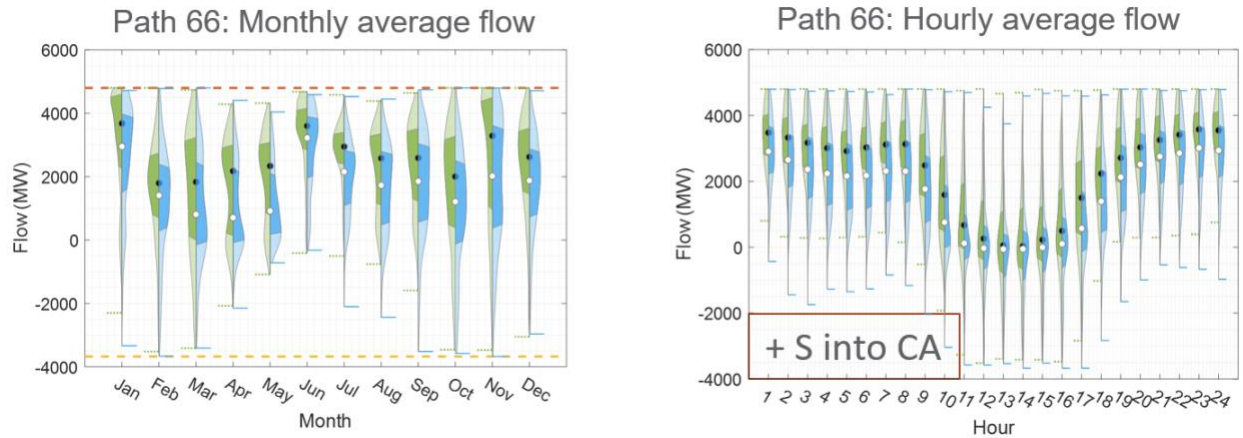 Path 66: Monthly average flow
6000
4000
2000
0
-2000
-4000
Flow (MW)
Jan
Feb
Mar
Apr
May
Jun
Jul
Aug
Sep
Oct
Nov
Dec
Month
Path 66: Hourly average flow
6000
4000
2000
0
-2000
-4000
Flow (MW)
+ S into CA
1
2
3
4
5
6
7
8
9
10
11
12
13
14
15
16
17
18
19
20
21
22
23
24
Hour